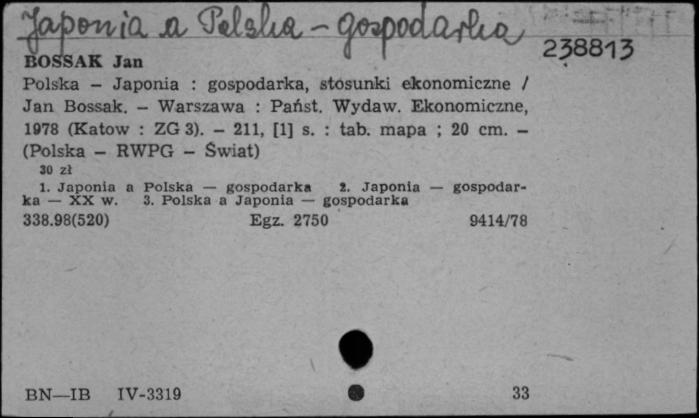 Japonia a Polska – gospodarka
238813
BOSSAK Jan
Polska – Japonia : gospodarka, stosunki ekonomiczne /
Jan Bossak. – Warszawa : Państ. Wydaw. Ekonomiczne,
1978 (Katow : ZG 3). – 211, [1] s. : tab. mapa ; 20 cm. –
(Polska – RWPG – Świat)
30 zł
1. Japonia a Polska — gospodarka 2. Japonia — gospodar-
ka — XX w. 3. Polska a Japonia — gospodarka
338.98(520) Egz. 2750 9414/78
BN—IB IV-3319 33